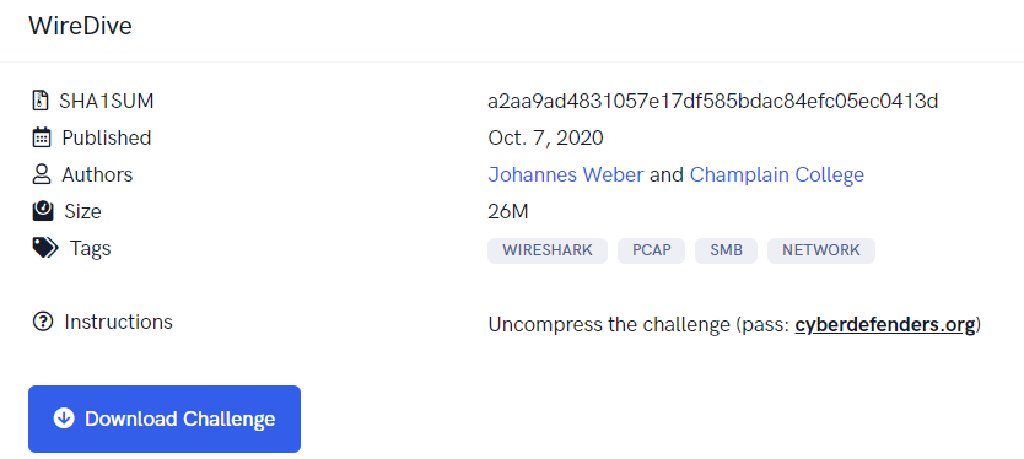 WireDive
SHA1SUM a2aa9ad4831057e17df585bdac84efc05ec0413d
Published Oct. 7, 2020
Authors Johannes Weber and Champlain College
Size 26M
Tags WIRESHARK PCAP SMB NETWORK
Instructions Uncompress the challenge (pass: cyberdefenders.org)
Download Challenge